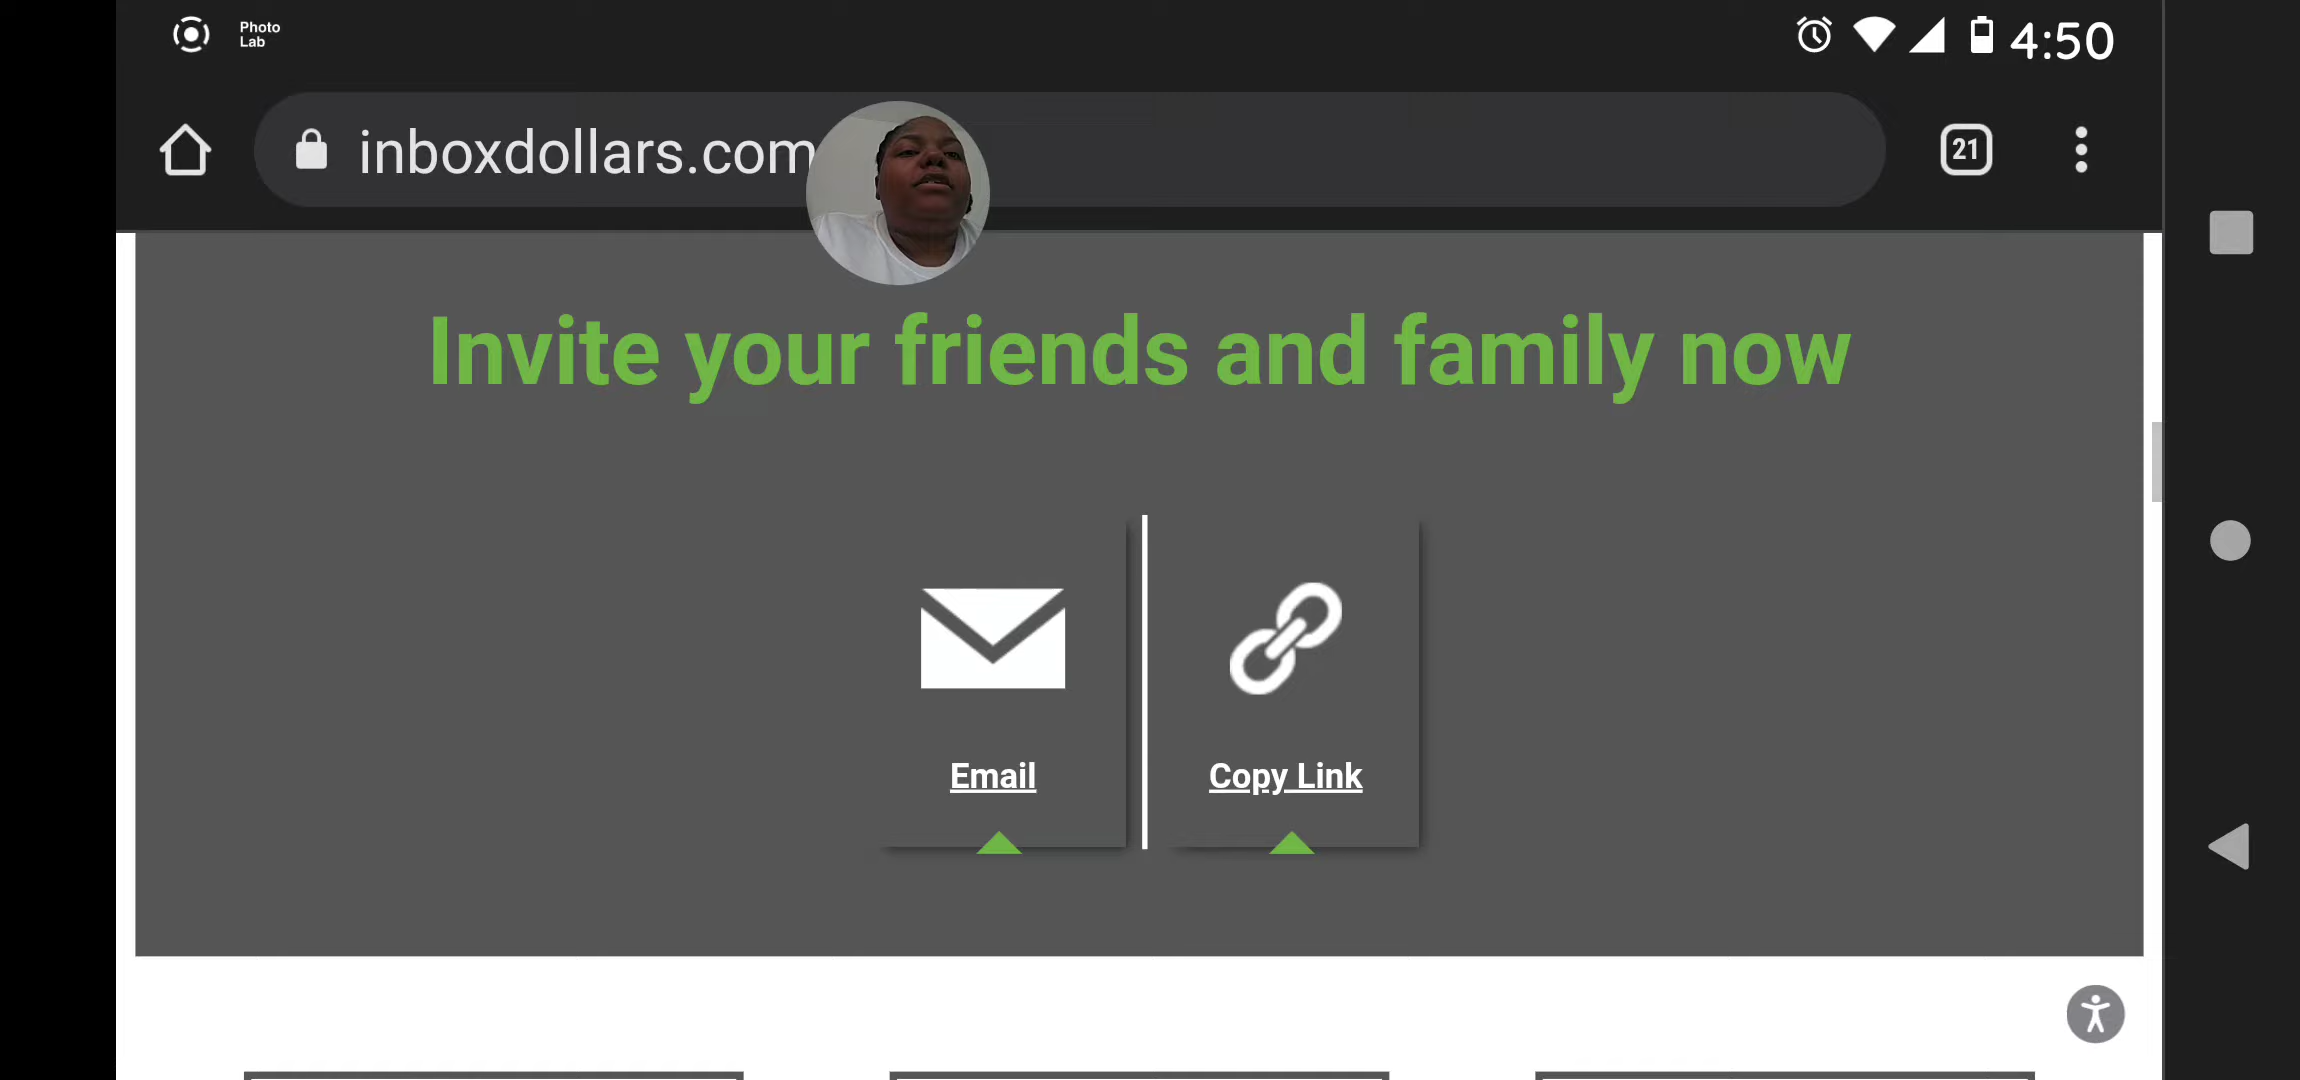 Photo
Lab
4:50
inboxdollars.com
21
Invite your friends and family now
Email
Copy Link